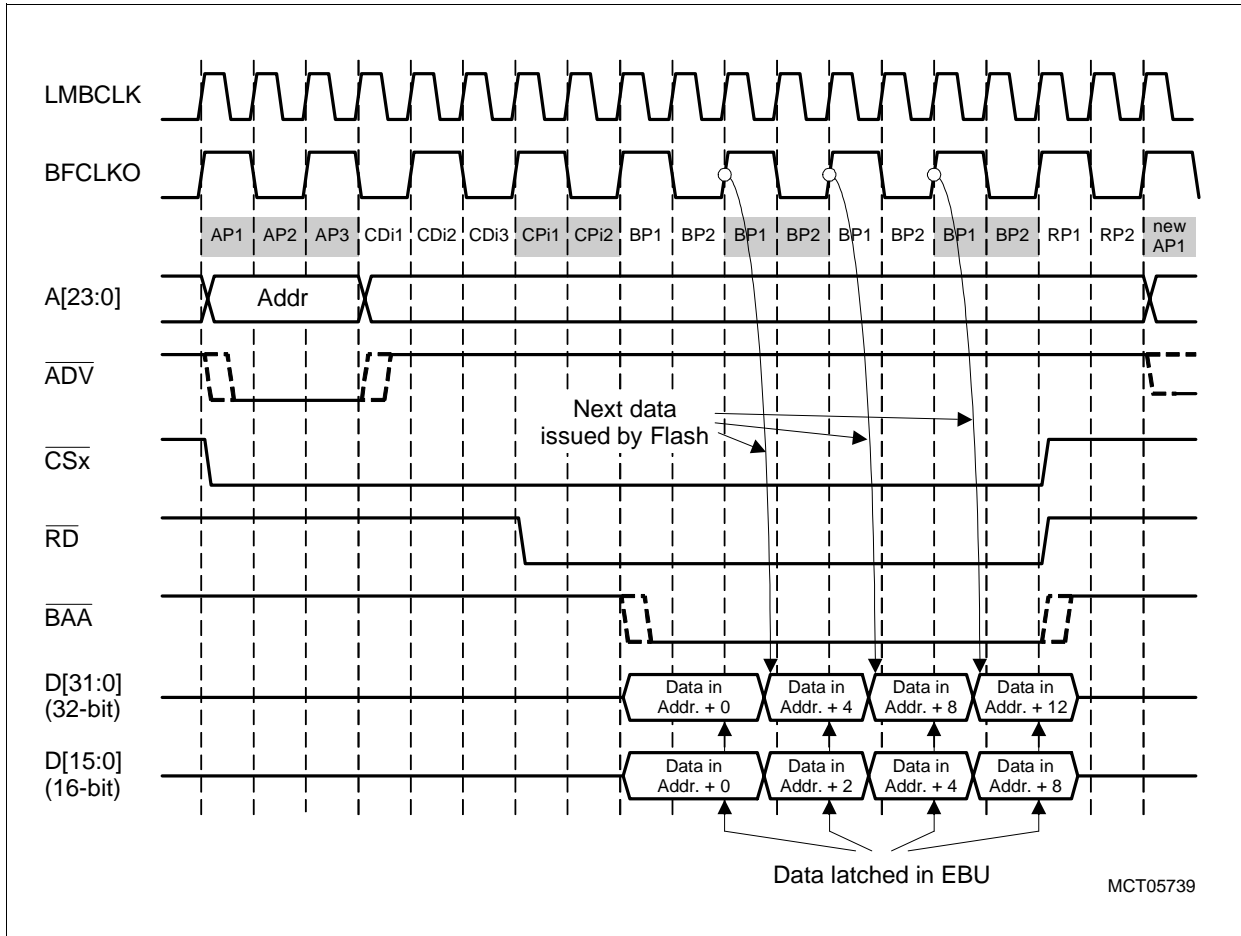 LMBCLK
BFCLKO
AP1 AP2 AP3 CDi1 CDi2 CDi3 CPi1 CPi2 BP1 BP2 BP1 BP2 BP1 BP2 BP1 BP2 RP1 RP2 new AP1
A[23:0]
Addr
ADV
Next data
issued by Flash
CSx
RD
BAA
D[31:0]
(32-bit)
Data in
Addr. + 0
Data in
Addr. + 4
Data in
Addr. + 8
Data in
Addr. + 12
D[15:0]
(16-bit)
Data in
Addr. + 0
Data in
Addr. + 2
Data in
Addr. + 4
Data in
Addr. + 8
Data latched in EBU
MCT05739